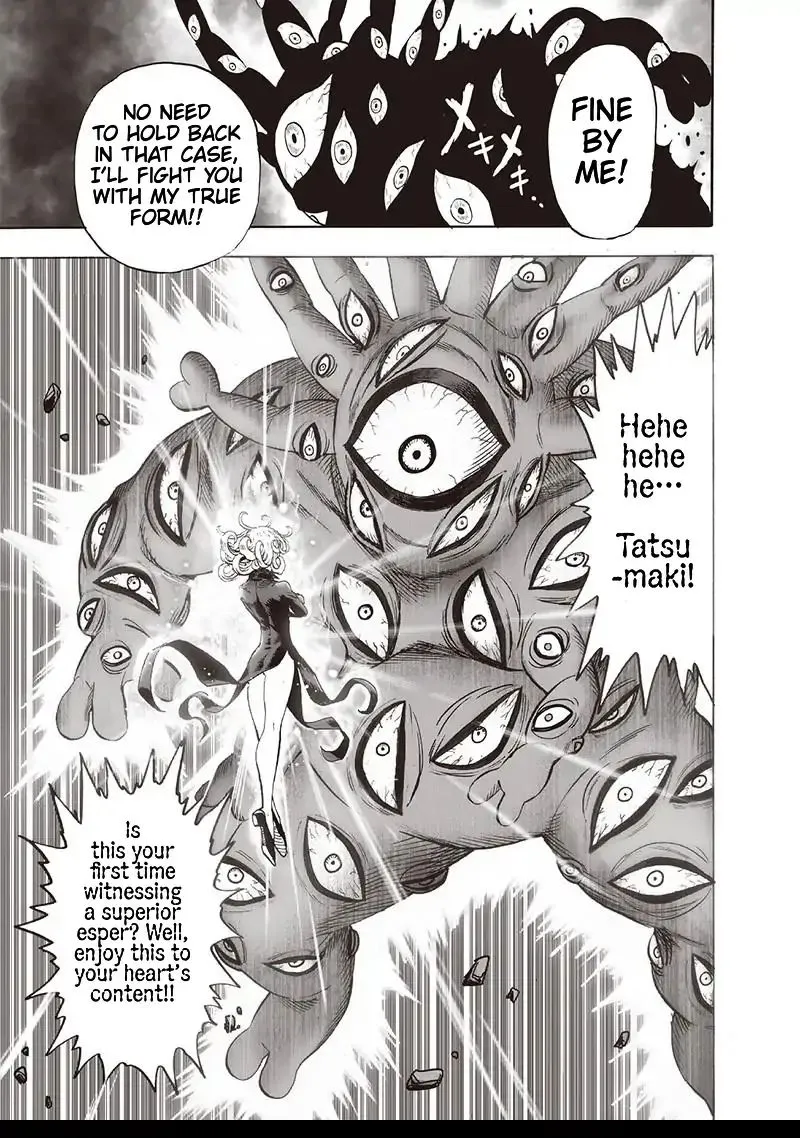 FINE
BY
ME!
NO NEED
TO HOLD BACK
IN THAT CASE,
I'LL FIGHT YOU
WITH MY TRUE
FORM!!
メキメキ..
Hehe
hehe
he…
Tatsu
-maki!
Is
this your
first time
witnessing
a superior
esper? Well,
enjoy this to
your heart's
content!!